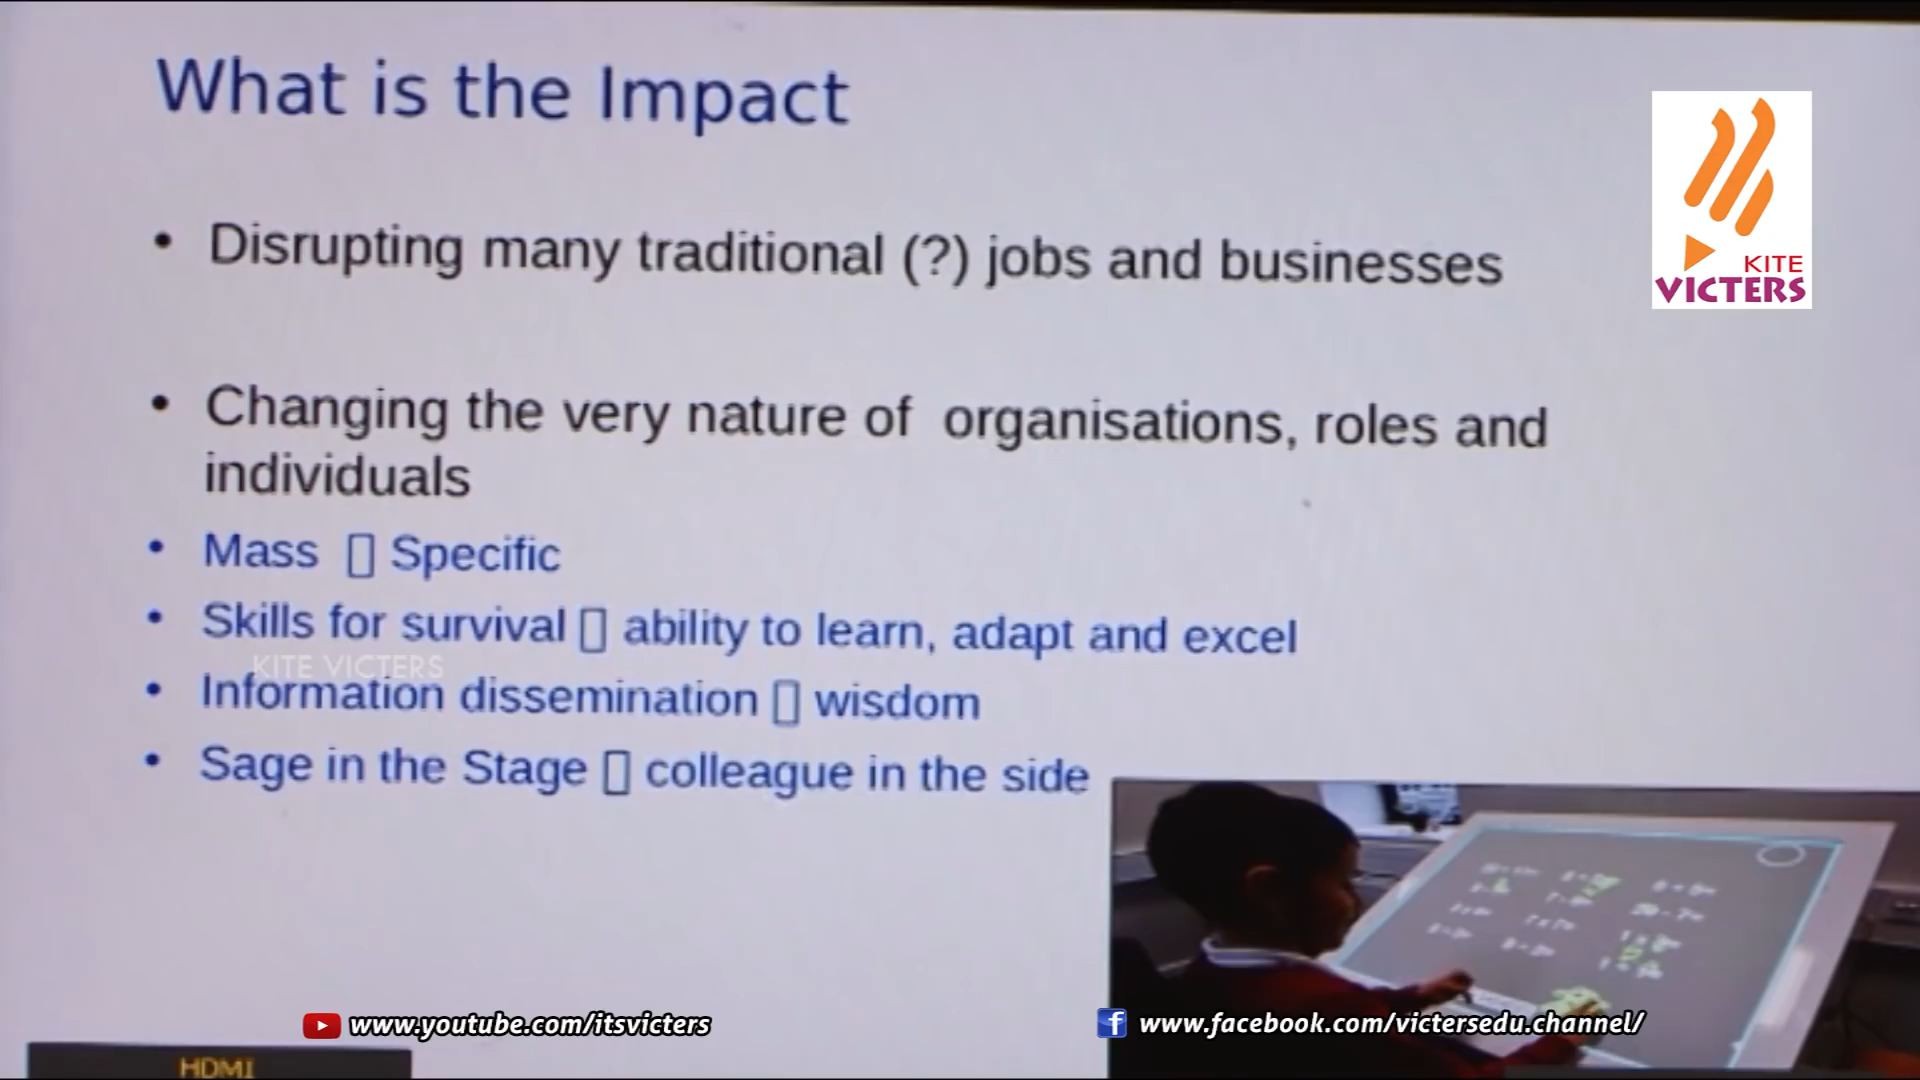 What is the Impact
• Disrupting many traditional (?) jobs and businesses
• Changing the very nature of organisations, roles and
individuals
• Mass ▯ Specific
• Skills for survival ▯ ability to learn, adapt and excel
• Information dissemination ▯ wisdom
• Sage in the Stage ▯ colleague in the side
KITE
VICTERS
KITE VICTERS
www.youtube.com/itsvicters
www.facebook.com/victersedu.channel/
HDMI